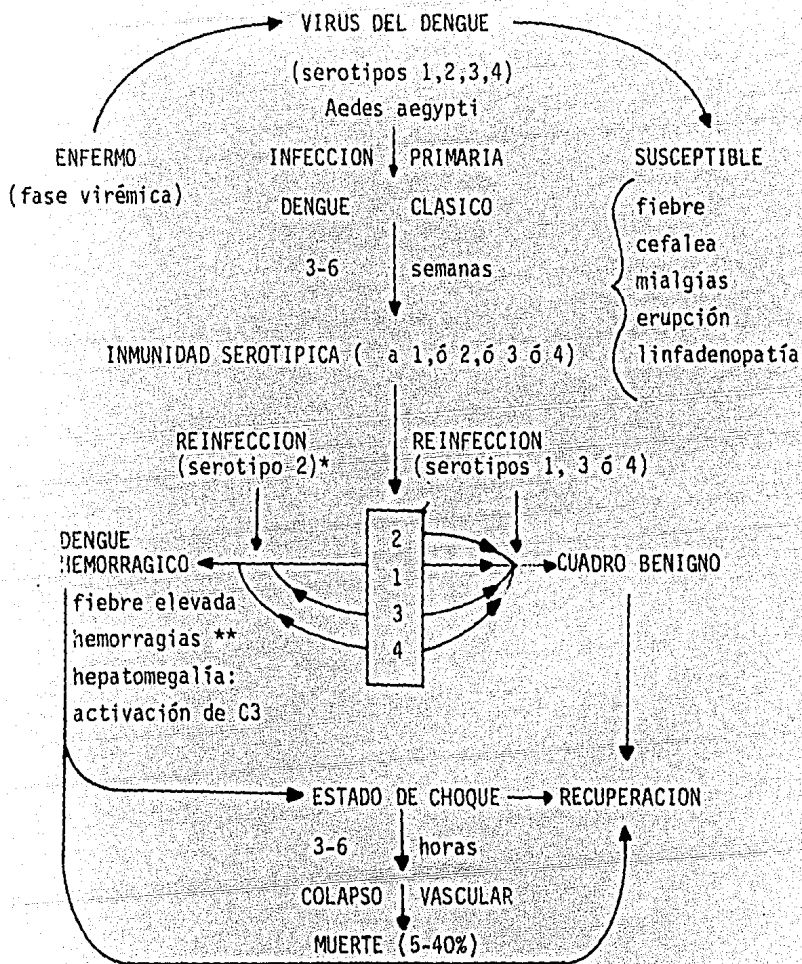 VIRUS DEL DENGUE
(serotipos 1,2,3,4)
Aedes aegypti
ENFERMO
(fase virémica)
INFECCION PRIMARIA
SUSCEPTIBLE
DENGUE CLASICO
fiebre
cefalea
mialgías
erupción
linfadenopatía
3-6 semanas
INMUNIDAD SEROTIPICA ( a 1,ó 2,ó 3 ó 4)
REINFECCION
(serotipo 2)*
REINFECCION
(serotipos 1, 3 ó 4)
2
1
3
4
DENGUE
HEMORRAGICO
fiebre elevada
hemorragias **
hepatomegalía:
activación de C3
CUADRO BENIGNO
ESTADO DE CHOQUE
RECUPERACION
3-6 horas
COLAPSO VASCULAR
MUERTE (5-40%)